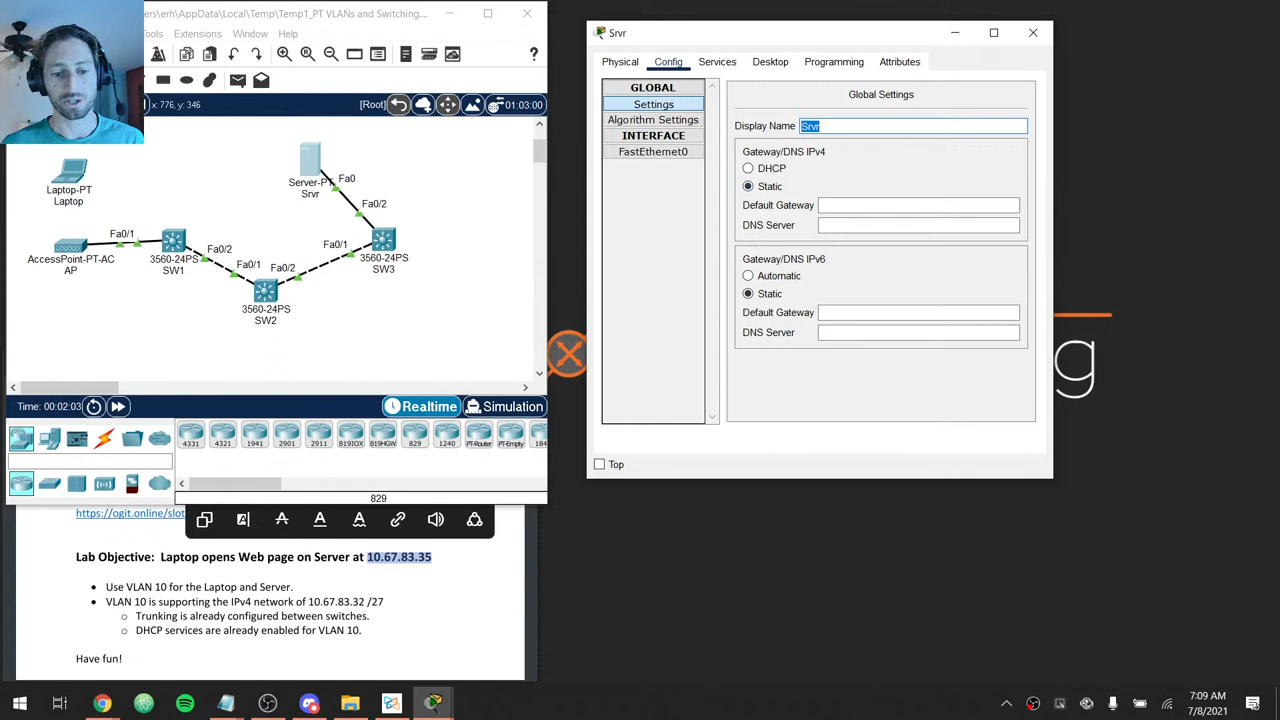 ers\erh\AppData\Local\Temp\Temp1_PT VLANs and Switching....
Tools Extensions Window Help
?
x: 776, y: 346
[Root]
01:03:00
Laptop-PT
Laptop
Server-PT
Srvr
Fa0
Fa0/2
Fa0/1
AccessPoint-PT-AC
AP
3560-24PS
SW1
Fa0/2
Fa0/1
Fa0/2
Fa0/1
3560-24PS
SW3
3560-24PS
SW2
Time: 00:02:03
Realtime
Simulation
4331 4321 1941 2901 2911 819IOX 819HGW 829 1240 PT-Router PT-Empty 184
829
https://ogit.online/slot
Lab Objective: Laptop opens Web page on Server at 10.67.83.35
• Use VLAN 10 for the Laptop and Server.
• VLAN 10 is supporting the IPv4 network of 10.67.83.32 /27
o Trunking is already configured between switches.
o DHCP services are already enabled for VLAN 10.
Have fun!
Srvr
Physical Config Services Desktop Programming Attributes
GLOBAL
Settings
Algorithm Settings
INTERFACE
FastEthernet0
Global Settings
Display Name Srvr
Gateway/DNS IPv4
DHCP
Static
Default Gateway
DNS Server
Gateway/DNS IPv6
Automatic
Static
Default Gateway
DNS Server
Top
g
7:09 AM
7/8/2021